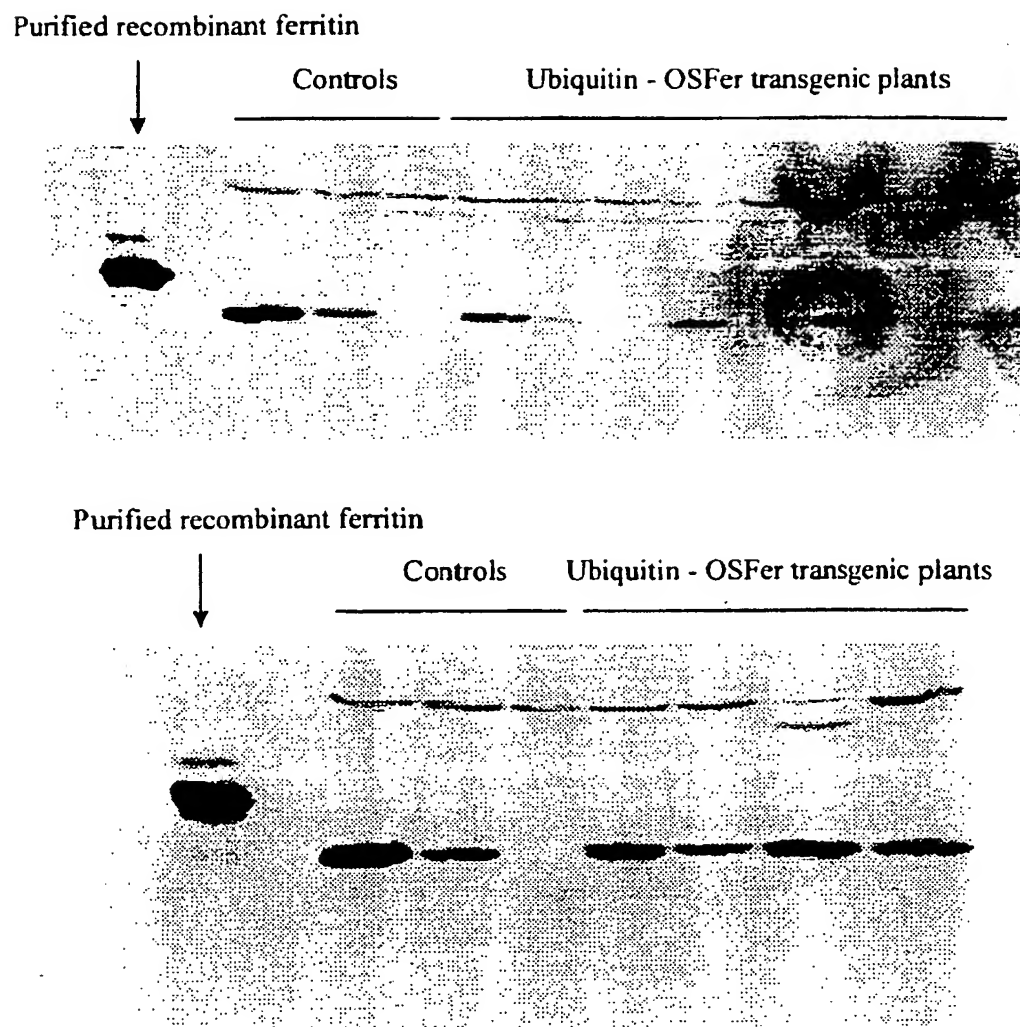 Purified recombinant ferritin
Controls
Ubiquitin - OSFer transgenic plants
Purified recombinant ferritin
Controls
Ubiquitin - OSFer transgenic plants